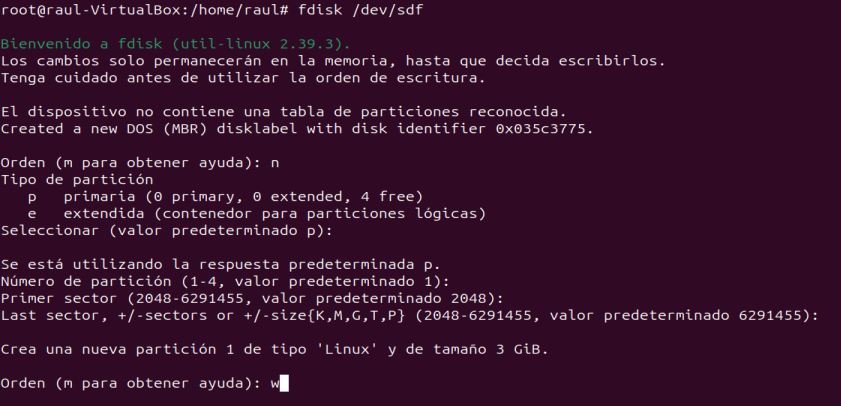 root@raul-VirtualBox:/home/raul# fdisk /dev/sdf
Bienvenido a fdisk (util-linux 2.39.3).
Los cambios solo permanecerán en la memoria, hasta que decida escribirlos.
Tenga cuidado antes de utilizar la orden de escritura.
El dispositivo no contiene una tabla de particiones reconocida.
Created a new DOS (MBR) disklabel with disk identifier 0x035c3775.
Orden (m para obtener ayuda): n
Tipo de partición
p primaria (0 primary, 0 extended, 4 free)
e extendida (contenedor para particiones lógicas)
Seleccionar (valor predeterminado p):
Se está utilizando la respuesta predeterminada p.
Número de partición (1-4, valor predeterminado 1):
Primer sector (2048-6291455, valor predeterminado 2048):
Last sector, +/-sectors or +/-size{K,M,G,T,P} (2048-6291455, valor predeterminado 6291455):
Crea una nueva partición 1 de tipo 'Linux' y de tamaño 3 GiB.
Orden (m para obtener ayuda): w